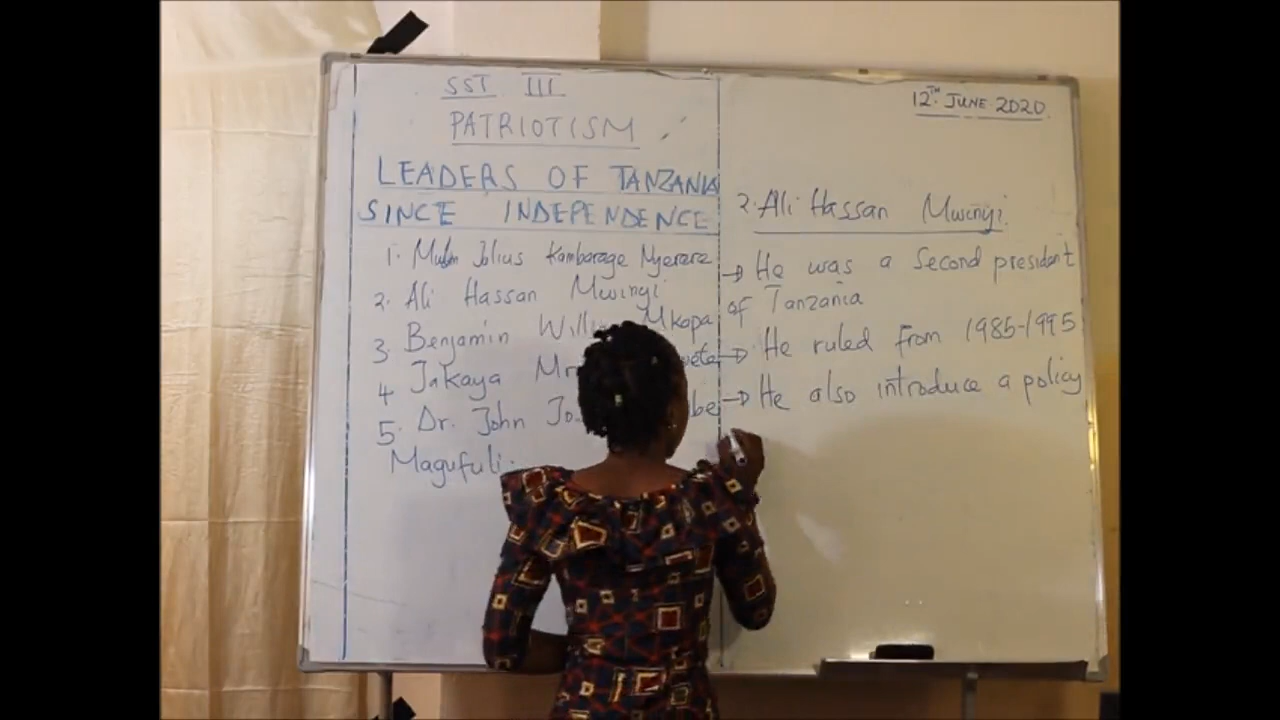 SST III
PATRIOTISM
LEADERS OF TANZANIA
SINCE INDEPENDENCE
1. Mwlm Julius Kambarage Nyerere
2. Ali Hassan Mwinyi
3. Benjamin Mkapa
4 Jakaya
5. Dr. John
Magufuli.
12TH JUNE 2020.
2. Ali Hassan Mwinyi.
→ He was a Second president
of Tanzania
→ He ruled from 1985-1995
→ He also introduce a policy